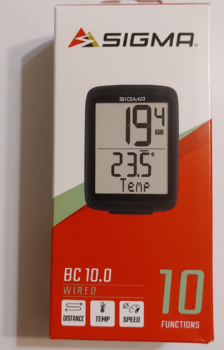 SIGMA
SIGMA
19 4
23.5°
Temp
BC 10.0
WIRED
DISTANCE TEMP SPEED
10
FUNCTIONS